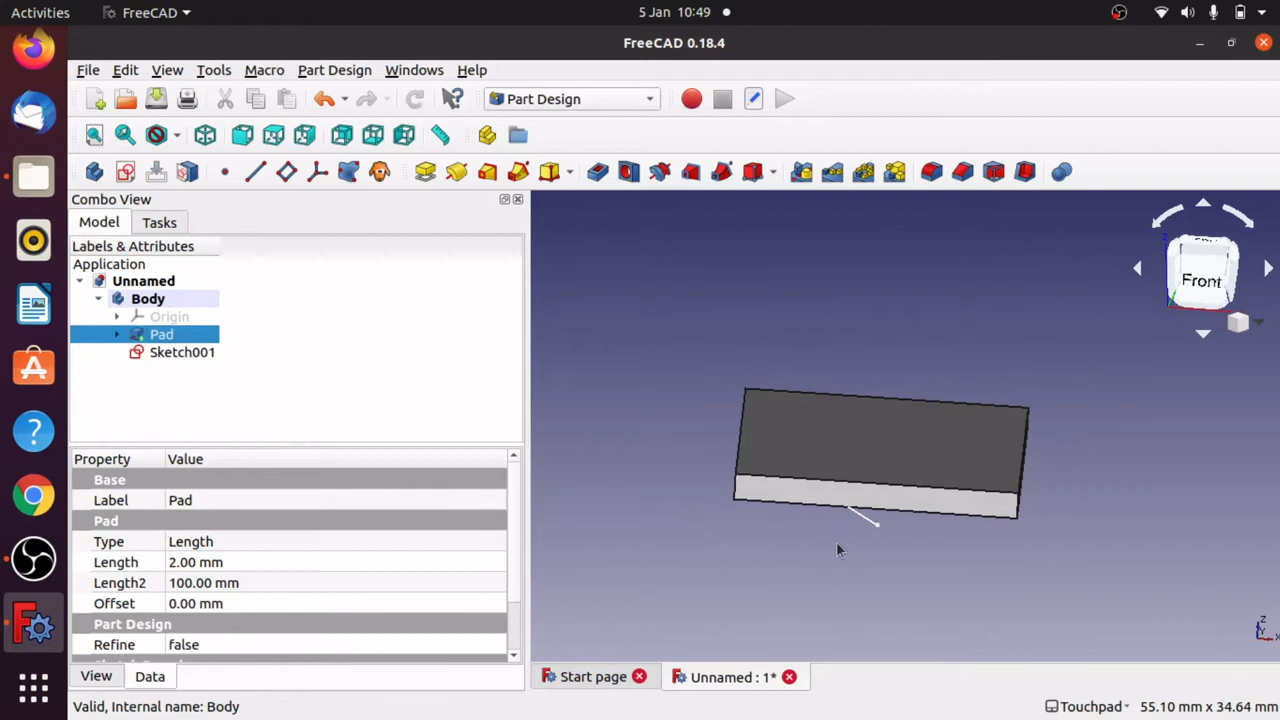 Activities FreeCAD 5 Jan 10:49
FreeCAD 0.18.4
File Edit View Tools Macro Part Design Windows Help
Part Design
Combo View
Model Tasks
Labels & Attributes
Application
Unnamed
Body
Origin
Pad
Sketch001
Front
Property Value
Base
Label Pad
Pad
Type Length
Length 2.00 mm
Length2 100.00 mm
Offset 0.00 mm
Part Design
Refine false
View Data
Start page Unnamed : 1*
Valid, Internal name: Body
Touchpad 55.10 mm x 34.64 mm
Z
X